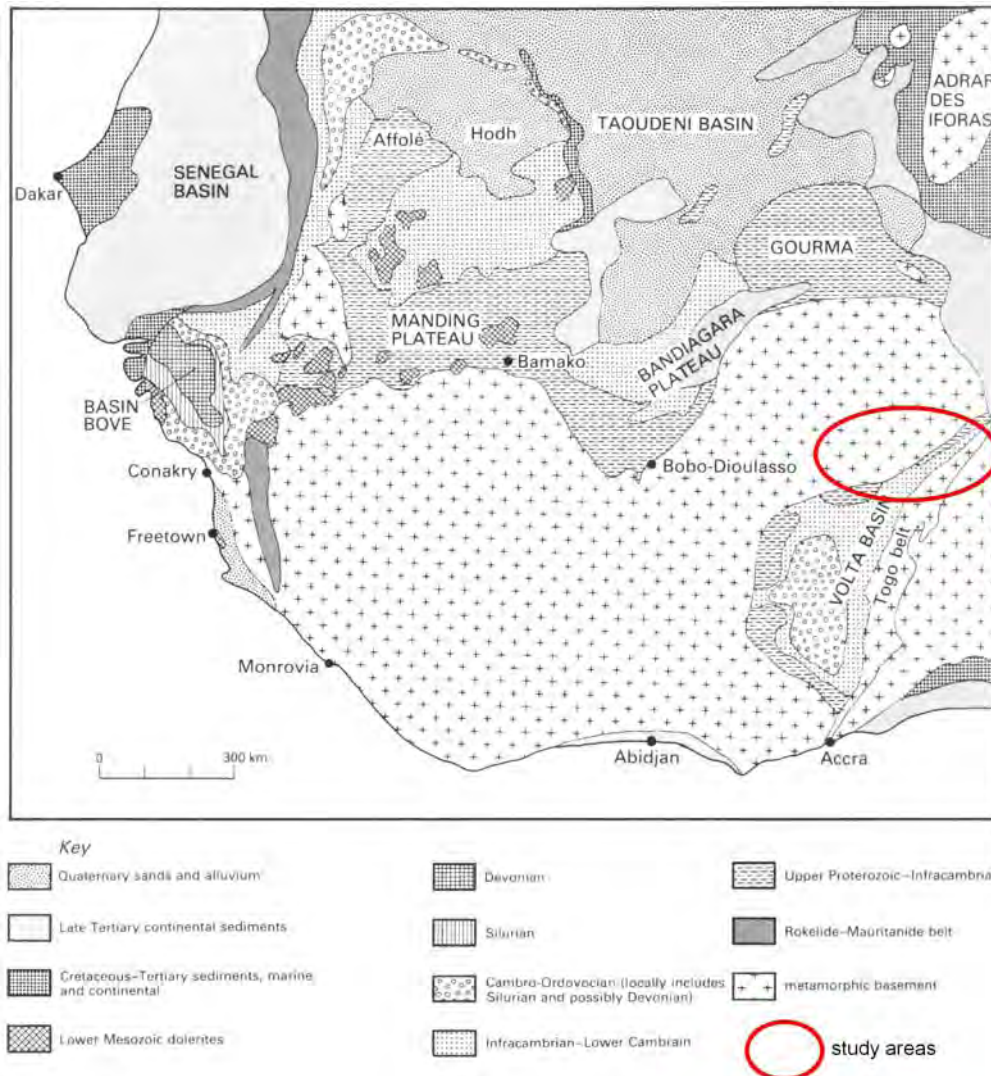 ADRAR
DES
IFORAS
TAOUDENI BASIN
Hodh
Affolé
SENEGAL
BASIN
Dakar
GOURMA
MANDING
PLATEAU
BANDIAGARA
PLATEAU
Bamako
BASIN
BOVE
Conakry
Bobo-Dioulasso
Freetown
VOLTA BASIN
Togo belt
Monrovia
0 300 km
Abidjan
Accra
Key
Quaternary sands and alluvium
Late Tertiary continental sediments
Cretaceous-Tertiary sediments, marine
and continental
Lower Mesozoic dolerites
Devonian
Silurian
Cambro-Ordovocian (locally includes
Silurian and possibly Devonian)
Infracambrian-Lower Cambrain
Upper Proterozoic-Infracambria
Rokelide-Mauritanide belt
metamorphic basement
study areas